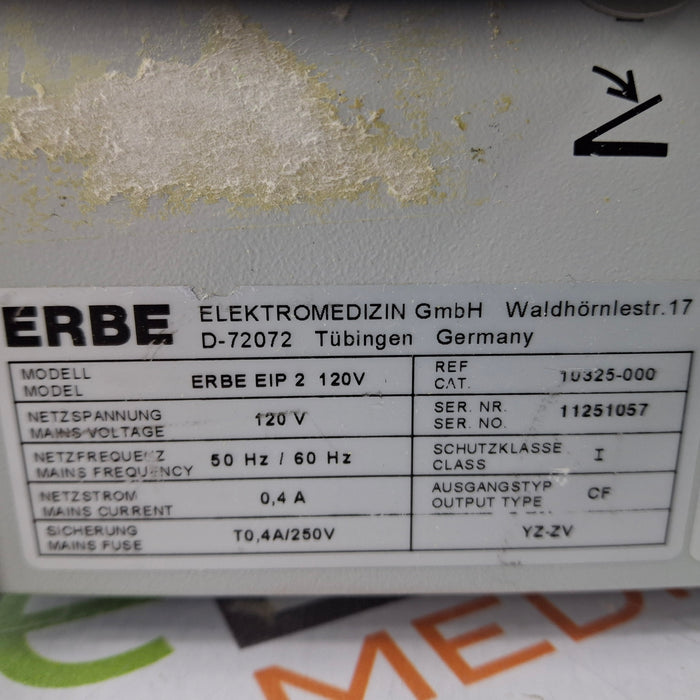 ERBE ELEKTROMEDIZIN GmbH Waldhörnlestr.17
D-72072 Tübingen Germany
MODELL
MODEL
ERBE EIP 2 120V
REF
CAT.
10325-000
NETZSPANNUNG
MAINS VOLTAGE
120 V
SER. NR.
SER. NO.
11251057
NETZFREQUENZ
MAINS FREQUENCY
50 Hz / 60 Hz
SCHUTZKLASSE
CLASS
I
NETZSTROM
MAINS CURRENT
0,4 A
AUSGANGSTYP
OUTPUT TYPE
CF
SICHERUNG
MAINS FUSE
T0,4A/250V
YZ-ZV
MED